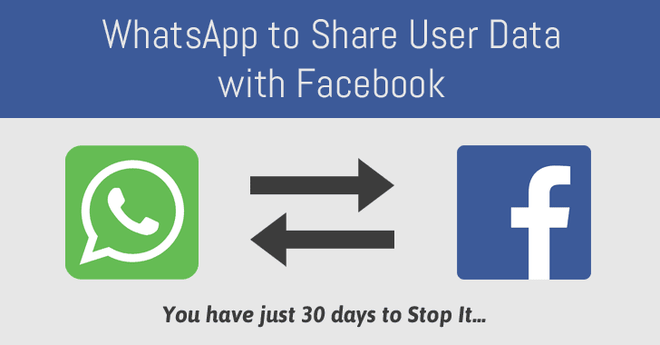 WhatsApp to Share User Data
with Facebook
f
You have just 30 days to Stop It...